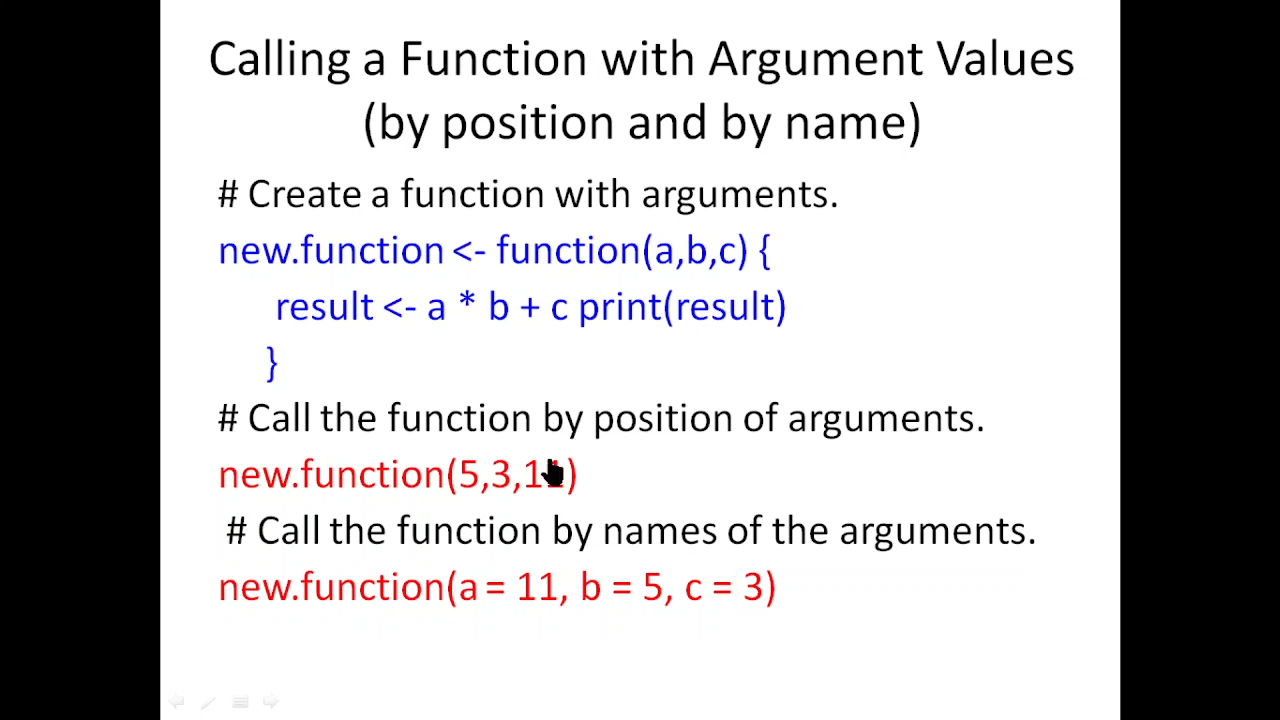 Calling a Function with Argument Values
(by position and by name)
# Create a function with arguments.
new.function <- function(a,b,c) {
result <- a * b + c print(result)
}
# Call the function by position of arguments.
new.function(5,3,11)
# Call the function by names of the arguments.
new.function(a = 11, b = 5, c = 3)